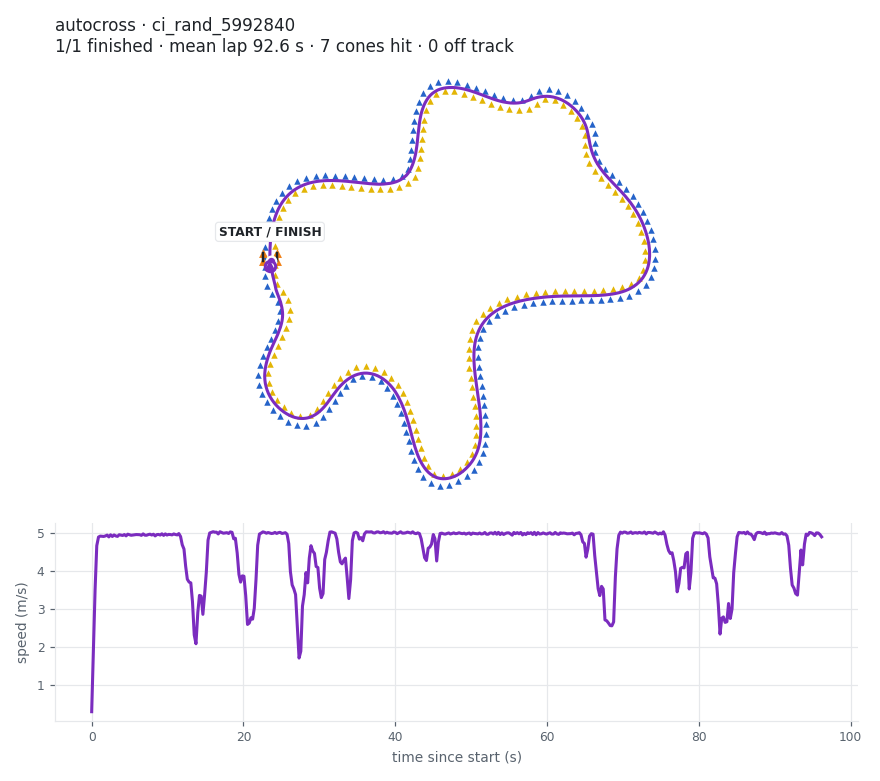 autocross · ci_rand_5992840
1/1 finished · mean lap 92.6 s · 7 cones hit · 0 off track
START / FINISH
5
4
3
2
1
speed (m/s)
0 20 40 60 80 100
time since start (s)